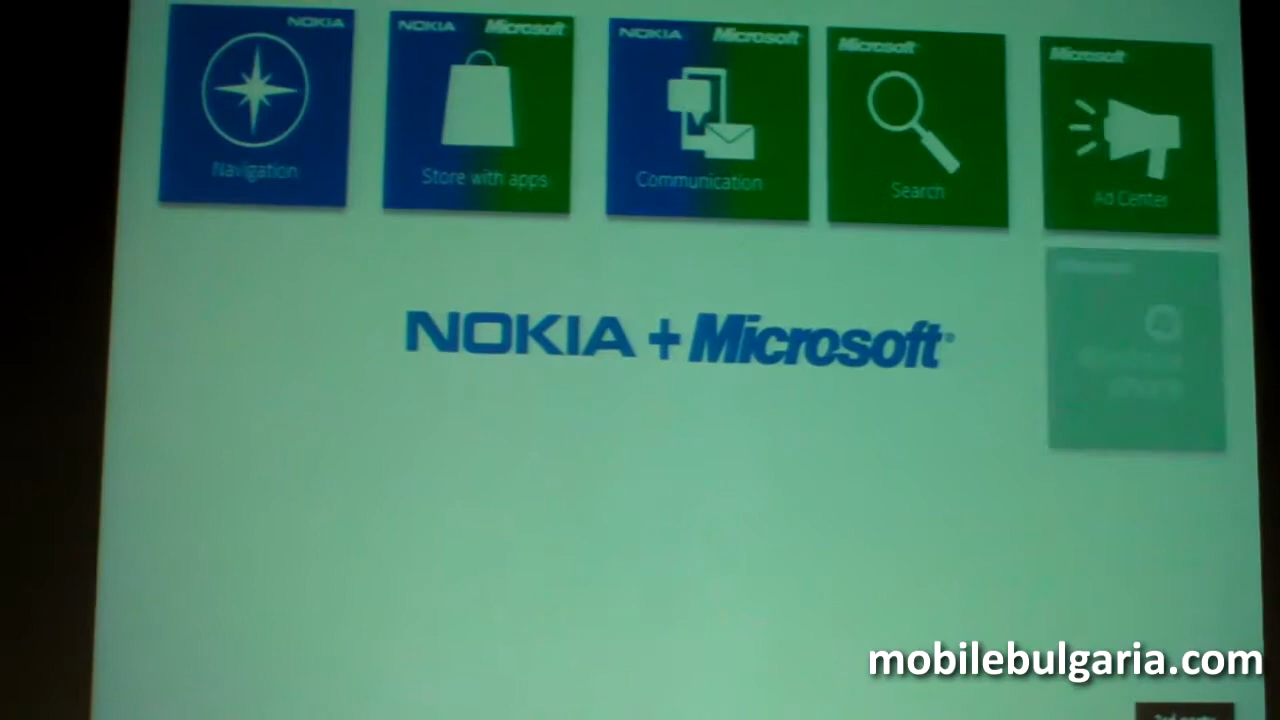 NOKIA
Navigation
NOKIA Microsoft
Store with apps
NOKIA Microsoft
Communication
Microsoft
Search
Microsoft
Ad Center
NOKIA + Microsoft®
mobilebulgaria.com